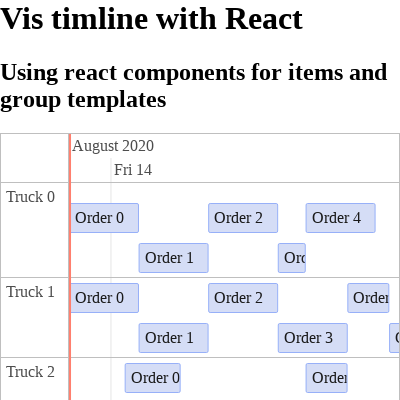 Vis timline with React
Using react components for items and
group templates
August 2020
Fri 14
Truck 0
Order 0
Order 2
Order 4
Order 1
Truck 1
Order 0
Order 2
Order
Order 1
Order 3
Truck 2
Order 0
Order